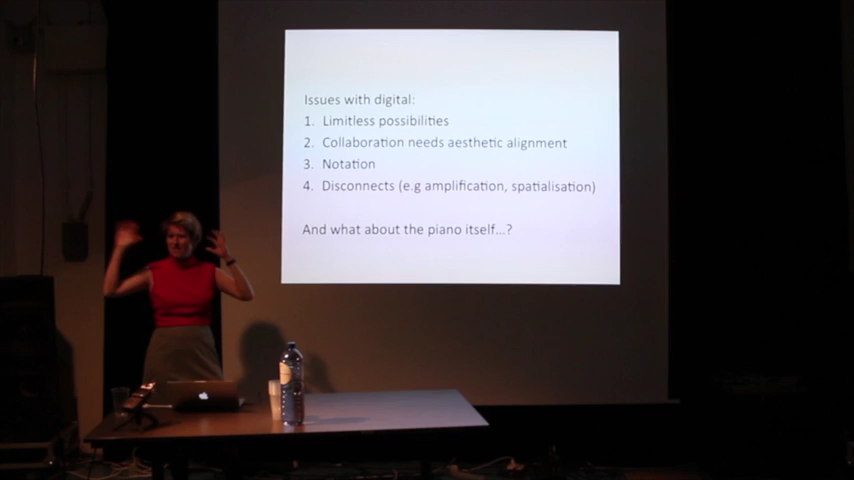 Issues with digital:
1. Limitless possibilities
2. Collaboration needs aesthetic alignment
3. Notation
4. Disconnects (e.g amplification, spatialisation)
And what about the piano itself...?